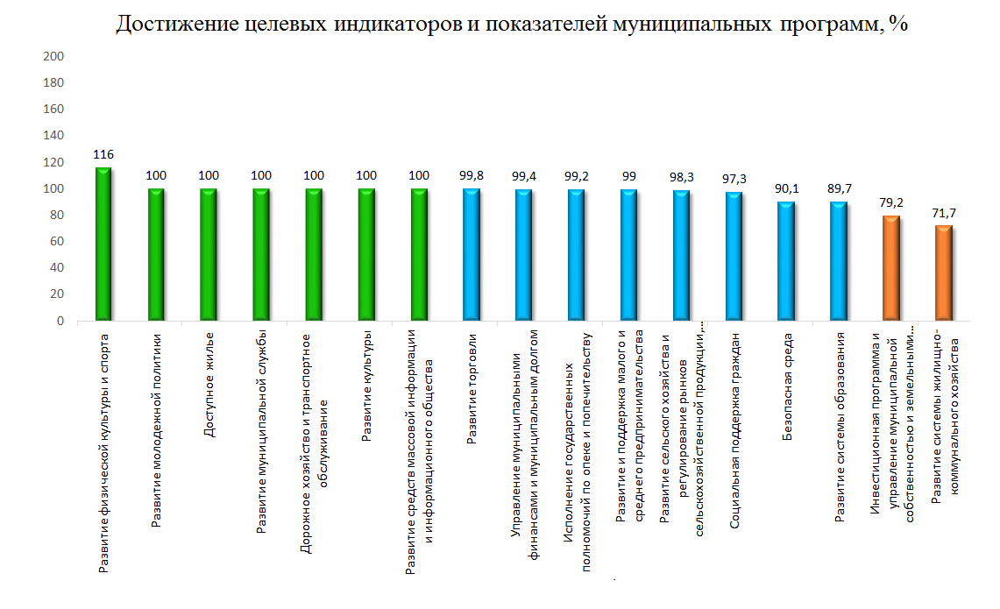 Достижение целевых индикаторов и показателей муниципальных программ, %
200
180
160
140
120
100
80
60
40
20
0
116
100
100
100
100
100
100
99,8
99,4
99,2
99
98,3
97,3
90,1
89,7
79,2
71,7
Развитие физической культуры и спорта
Развитие молодежной политики
Доступное жилье
Развитие муниципальной службы
Дорожное хозяйство и транспортное
обслуживание
Развитие культуры
Развитие средств массовой информации
и информационного общества
Развитие торговли
Управление муниципальными
финансами и муниципальным долгом
Исполнение государственных
полномочий по опеке и попечительству
Развитие и поддержка малого и
среднего предпринимательства
Развитие сельского хозяйства и
регулирование рынков
сельскохозяйственной продукции,...
Социальная поддержка граждан
Безопасная среда
Развитие системы образования
Инвестиционная программа и
управление муниципальной
собственностью и земельными...
Развитие системы жилищно-
коммунального хозяйства